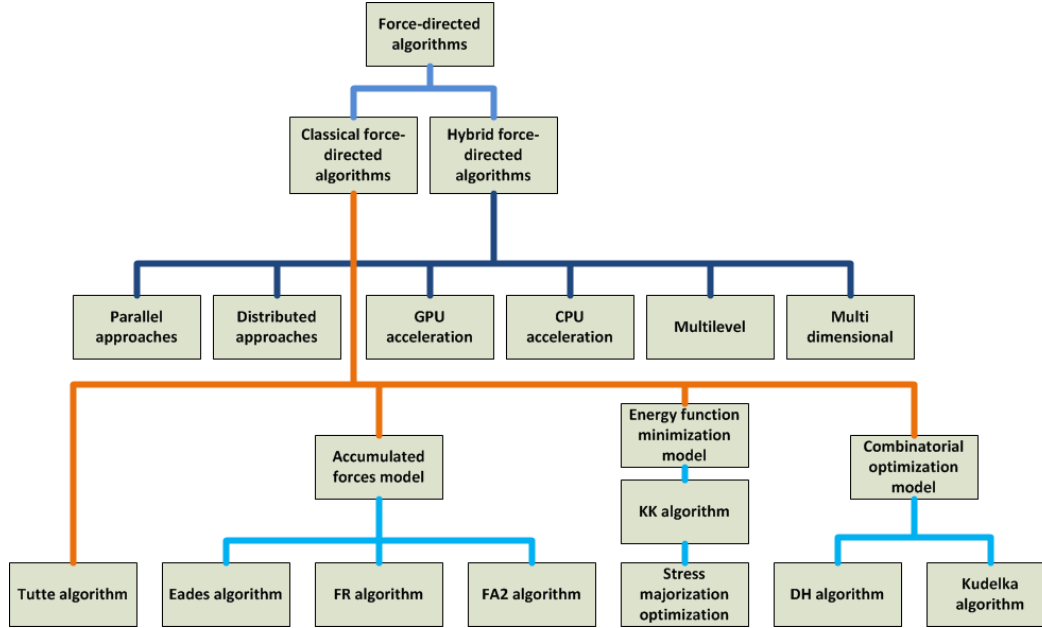 Force-directed
algorithms
Classical force-
directed
algorithms
Hybrid force-
directed
algorithms
Parallel
approaches
Distributed
approaches
GPU
acceleration
CPU
acceleration
Multilevel
Multi
dimensional
Energy function
minimization
model
Accumulated
forces model
Combinatorial
optimization
model
KK algorithm
Tutte algorithm
Eades algorithm
FR algorithm
FA2 algorithm
Stress
majorization
optimization
DH algorithm
Kudelka
algorithm